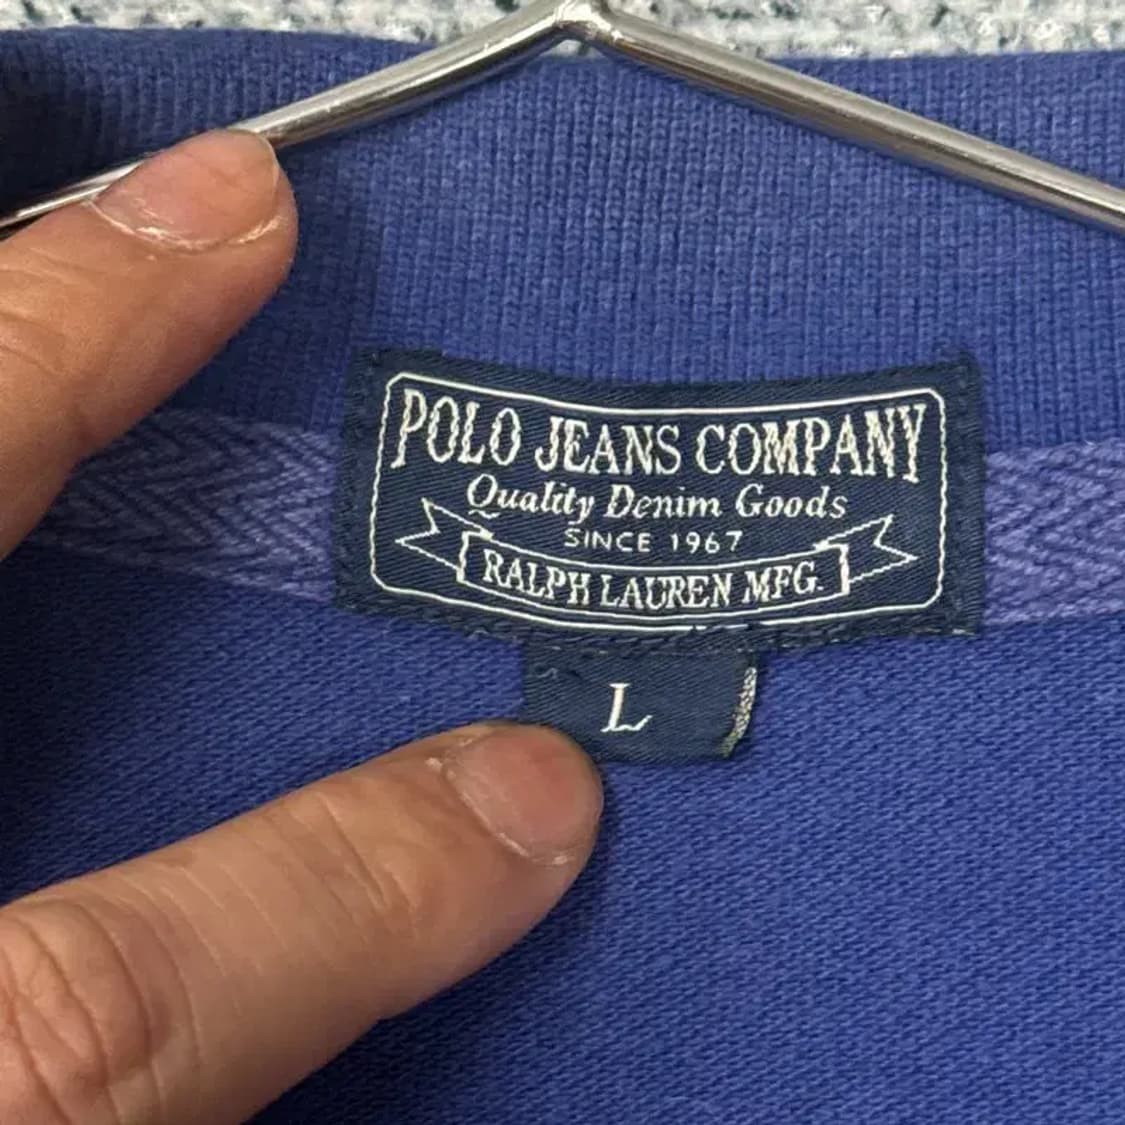 POLO JEANS COMPANY
Quality Denim Goods
SINCE 1967
RALPH LAUREN MFG.
L